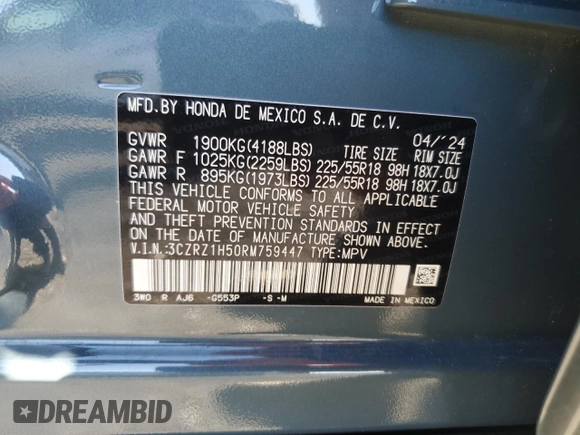 MFD.BY HONDA DE MEXICO S.A. DE C.V.
04/'24
GVWR 1900KG(4188LBS) TIRE SIZE RIM SIZE
GAWR F 1025KG(2259LBS) 225/55R18 98H 18X7.0J
GAWR R 895KG(1973LBS) 225/55R18 98H 18X7.0J
THIS VEHICLE CONFORMS TO ALL APPLICABLE
FEDERAL MOTOR VEHICLE SAFETY
AND THEFT PREVENTION STANDARDS IN EFFECT
ON THE DATE OF MANUFACTURE SHOWN ABOVE.
V.I.N.:3CZRZ1H50RM759447 TYPE:MPV
3W0 R AJ6 -G553P -S-M MADE IN MEXICO
DREAMBID